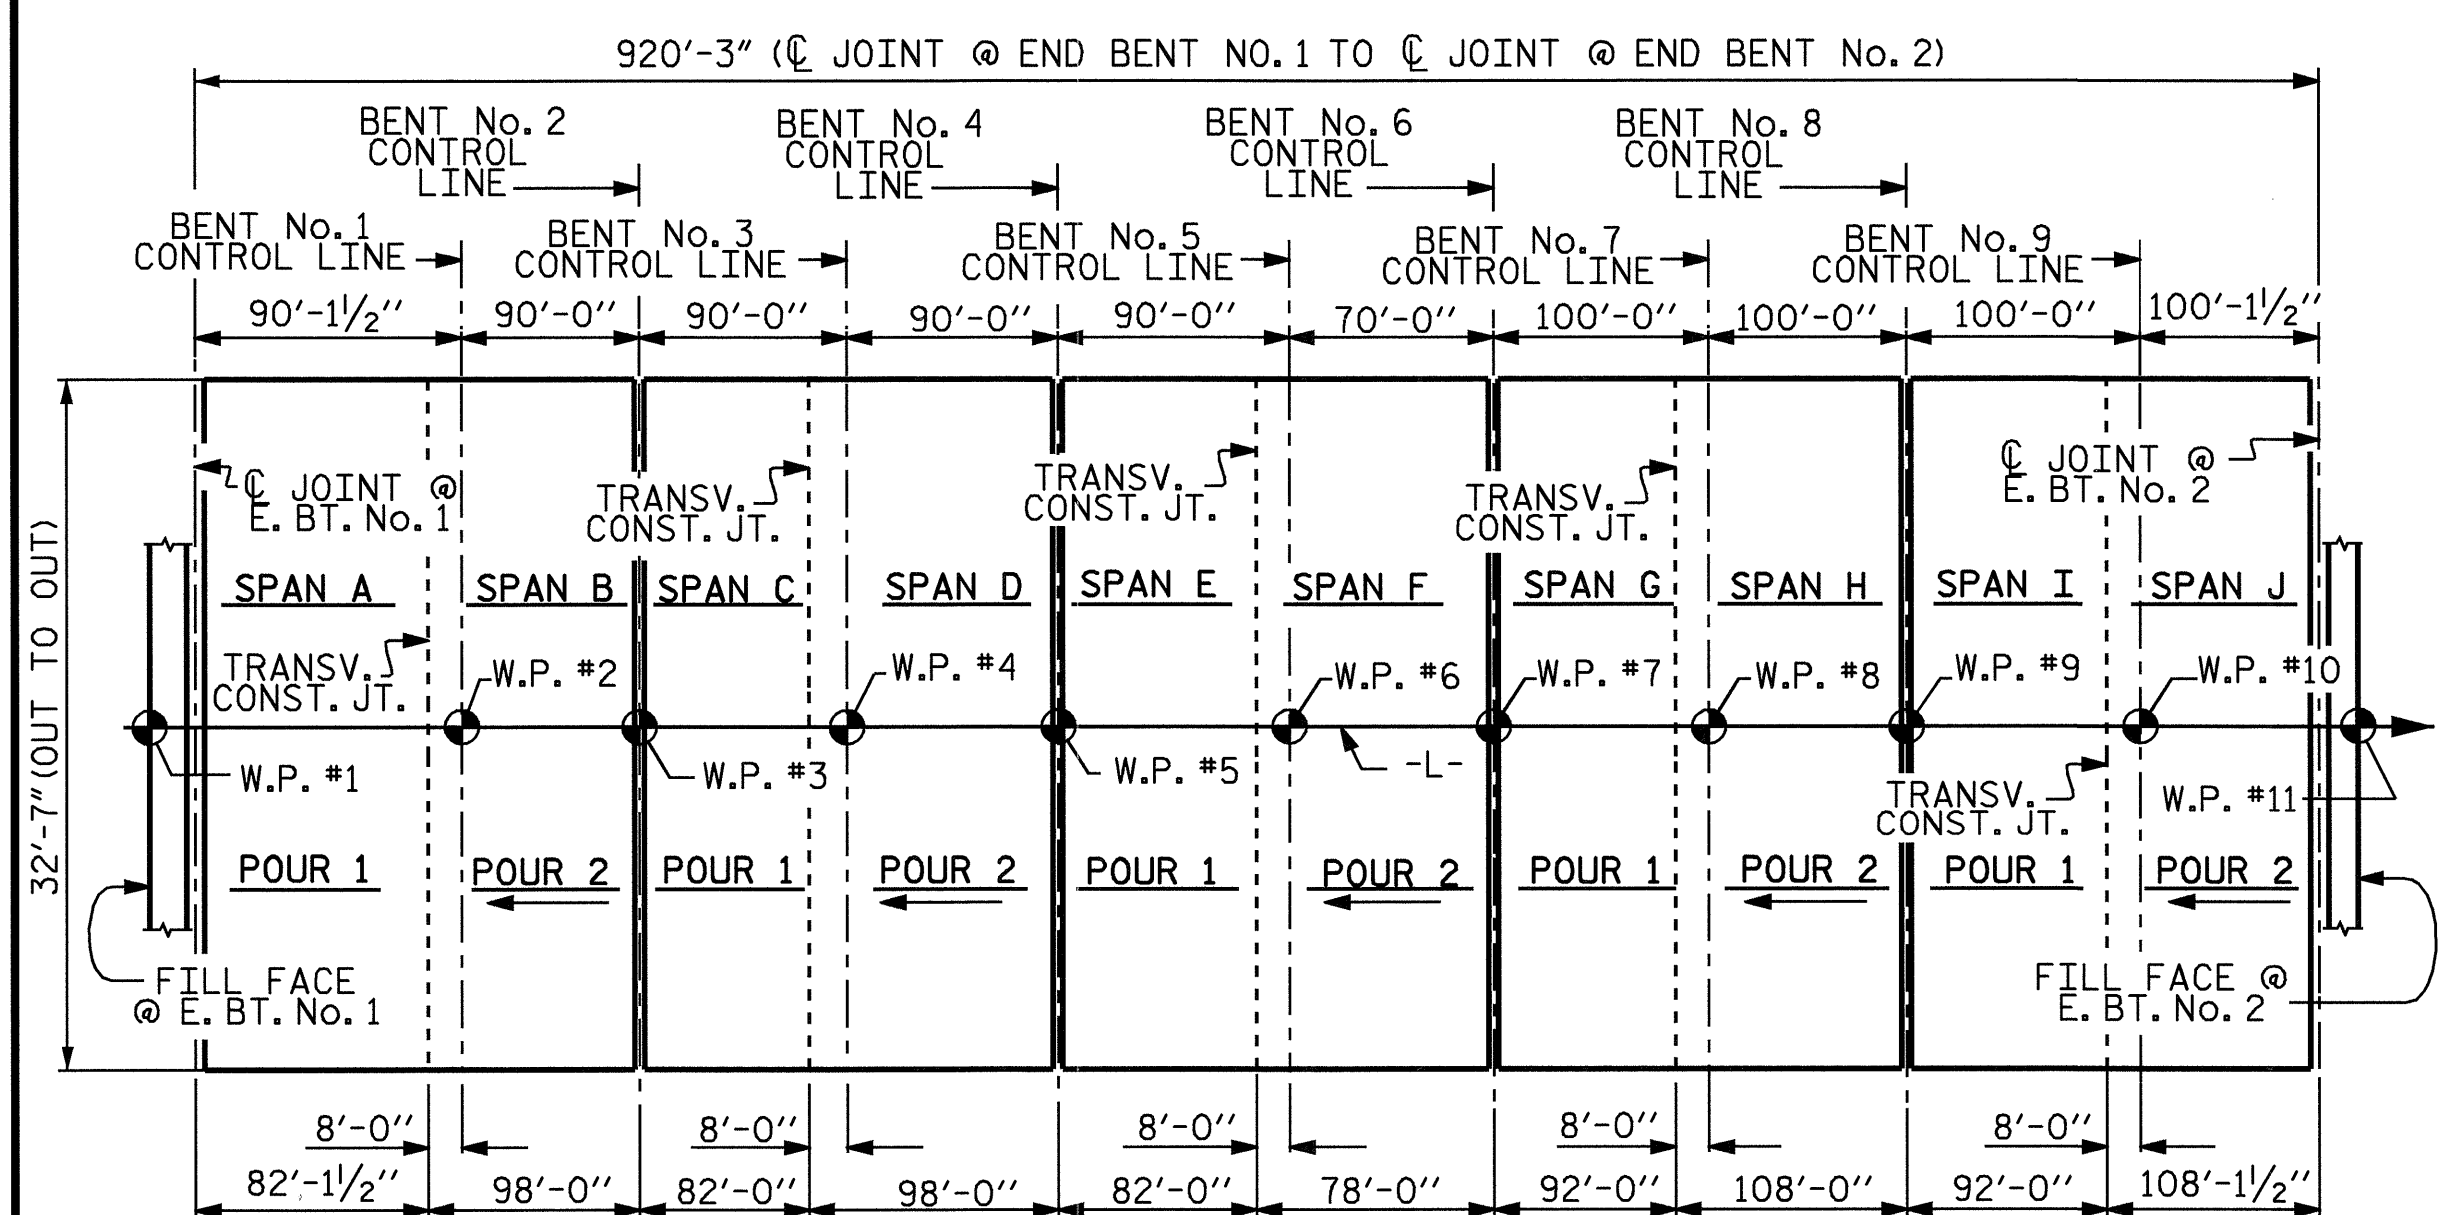 920'-3" (℄ JOINT @ END BENT NO. 1 TO ℄ JOINT @ END BENT No. 2)
BENT No. 2
CONTROL
LINE
BENT No. 4
CONTROL
LINE
BENT No. 6
CONTROL
LINE
BENT No. 8
CONTROL
LINE
BENT No. 1
CONTROL LINE
BENT No. 3
CONTROL LINE
BENT No. 5
CONTROL LINE
BENT No. 7
CONTROL LINE
BENT No. 9
CONTROL LINE
90'-1½" 90'-0" 90'-0" 90'-0" 90'-0" 70'-0" 100'-0" 100'-0" 100'-0" 100'-1½"
℄ JOINT @
E. BT. No. 1
TRANSV.
CONST. JT.
TRANSV.
CONST. JT.
TRANSV.
CONST. JT.
℄ JOINT @
E. BT. No. 2
32'-7" (OUT TO OUT)
SPAN A SPAN B SPAN C SPAN D SPAN E SPAN F SPAN G SPAN H SPAN I SPAN J
TRANSV.
CONST. JT.
W.P. #2 W.P. #4 W.P. #6 W.P. #7 W.P. #8 W.P. #9 W.P. #10
W.P. #1 W.P. #3 W.P. #5 -L-
TRANSV.
CONST. JT.
W.P. #11
POUR 1 POUR 2 POUR 1 POUR 2 POUR 1 POUR 2 POUR 1 POUR 2 POUR 1 POUR 2
FILL FACE
@ E. BT. No. 1
FILL FACE @
E. BT. No. 2
8'-0" 8'-0" 8'-0" 8'-0" 8'-0"
82'-1½" 98'-0" 82'-0" 98'-0" 82'-0" 78'-0" 92'-0" 108'-0" 92'-0" 108'-1½"